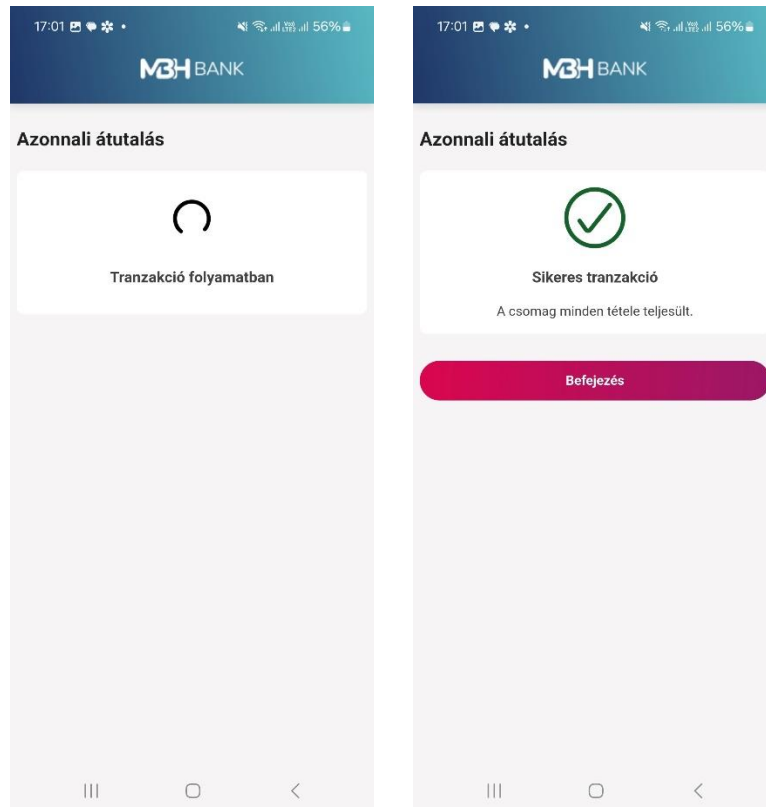 17:01
56%
MBH BANK
Azonnali átutalás
Tranzakció folyamatban
17:01
56%
MBH BANK
Azonnali átutalás
Sikeres tranzakció
A csomag minden tétele teljesült.
Befejezés